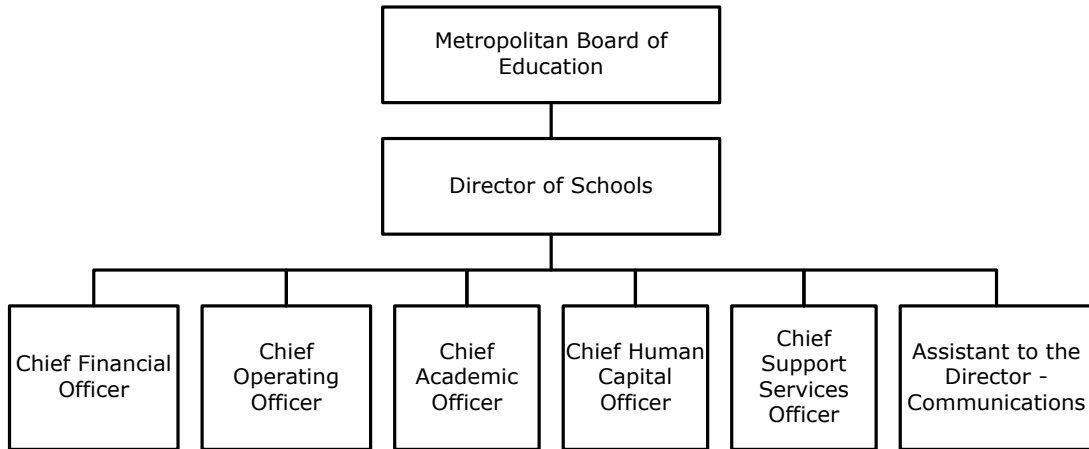 Metropolitan Board of
Education
Director of Schools
Chief Financial
Officer
Chief
Operating
Officer
Chief
Academic
Officer
Chief Human
Capital
Officer
Chief
Support
Services
Officer
Assistant to the
Director -
Communications